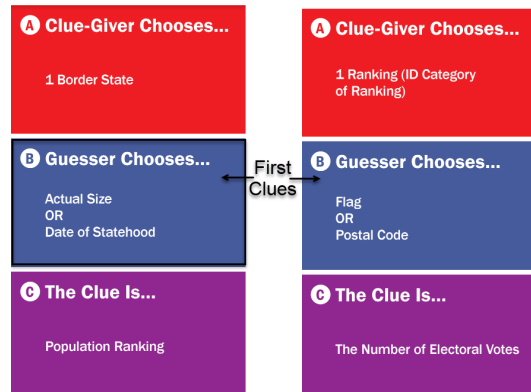 A Clue-Giver Chooses...
1 Border State
B Guesser Chooses...
Actual Size
OR
Date of Statehood
C The Clue Is...
Population Ranking
First
Clues
A Clue-Giver Chooses...
1 Ranking (ID Category
of Ranking)
B Guesser Chooses...
Flag
OR
Postal Code
C The Clue Is...
The Number of Electoral Votes